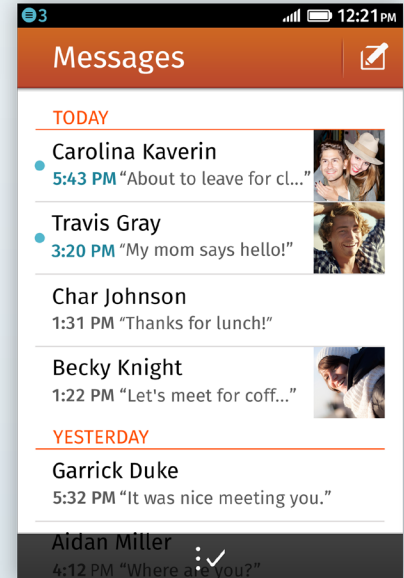 3
12:21 PM
Messages
TODAY
Carolina Kaverin
5:43 PM “About to leave for cl...”
Travis Gray
3:20 PM “My mom says hello!”
Char Johnson
1:31 PM “Thanks for lunch!”
Becky Knight
1:22 PM “Let's meet for coff...”
YESTERDAY
Garrick Duke
5:32 PM “It was nice meeting you.”
Aidan Miller
4:12 PM “Where are you?”